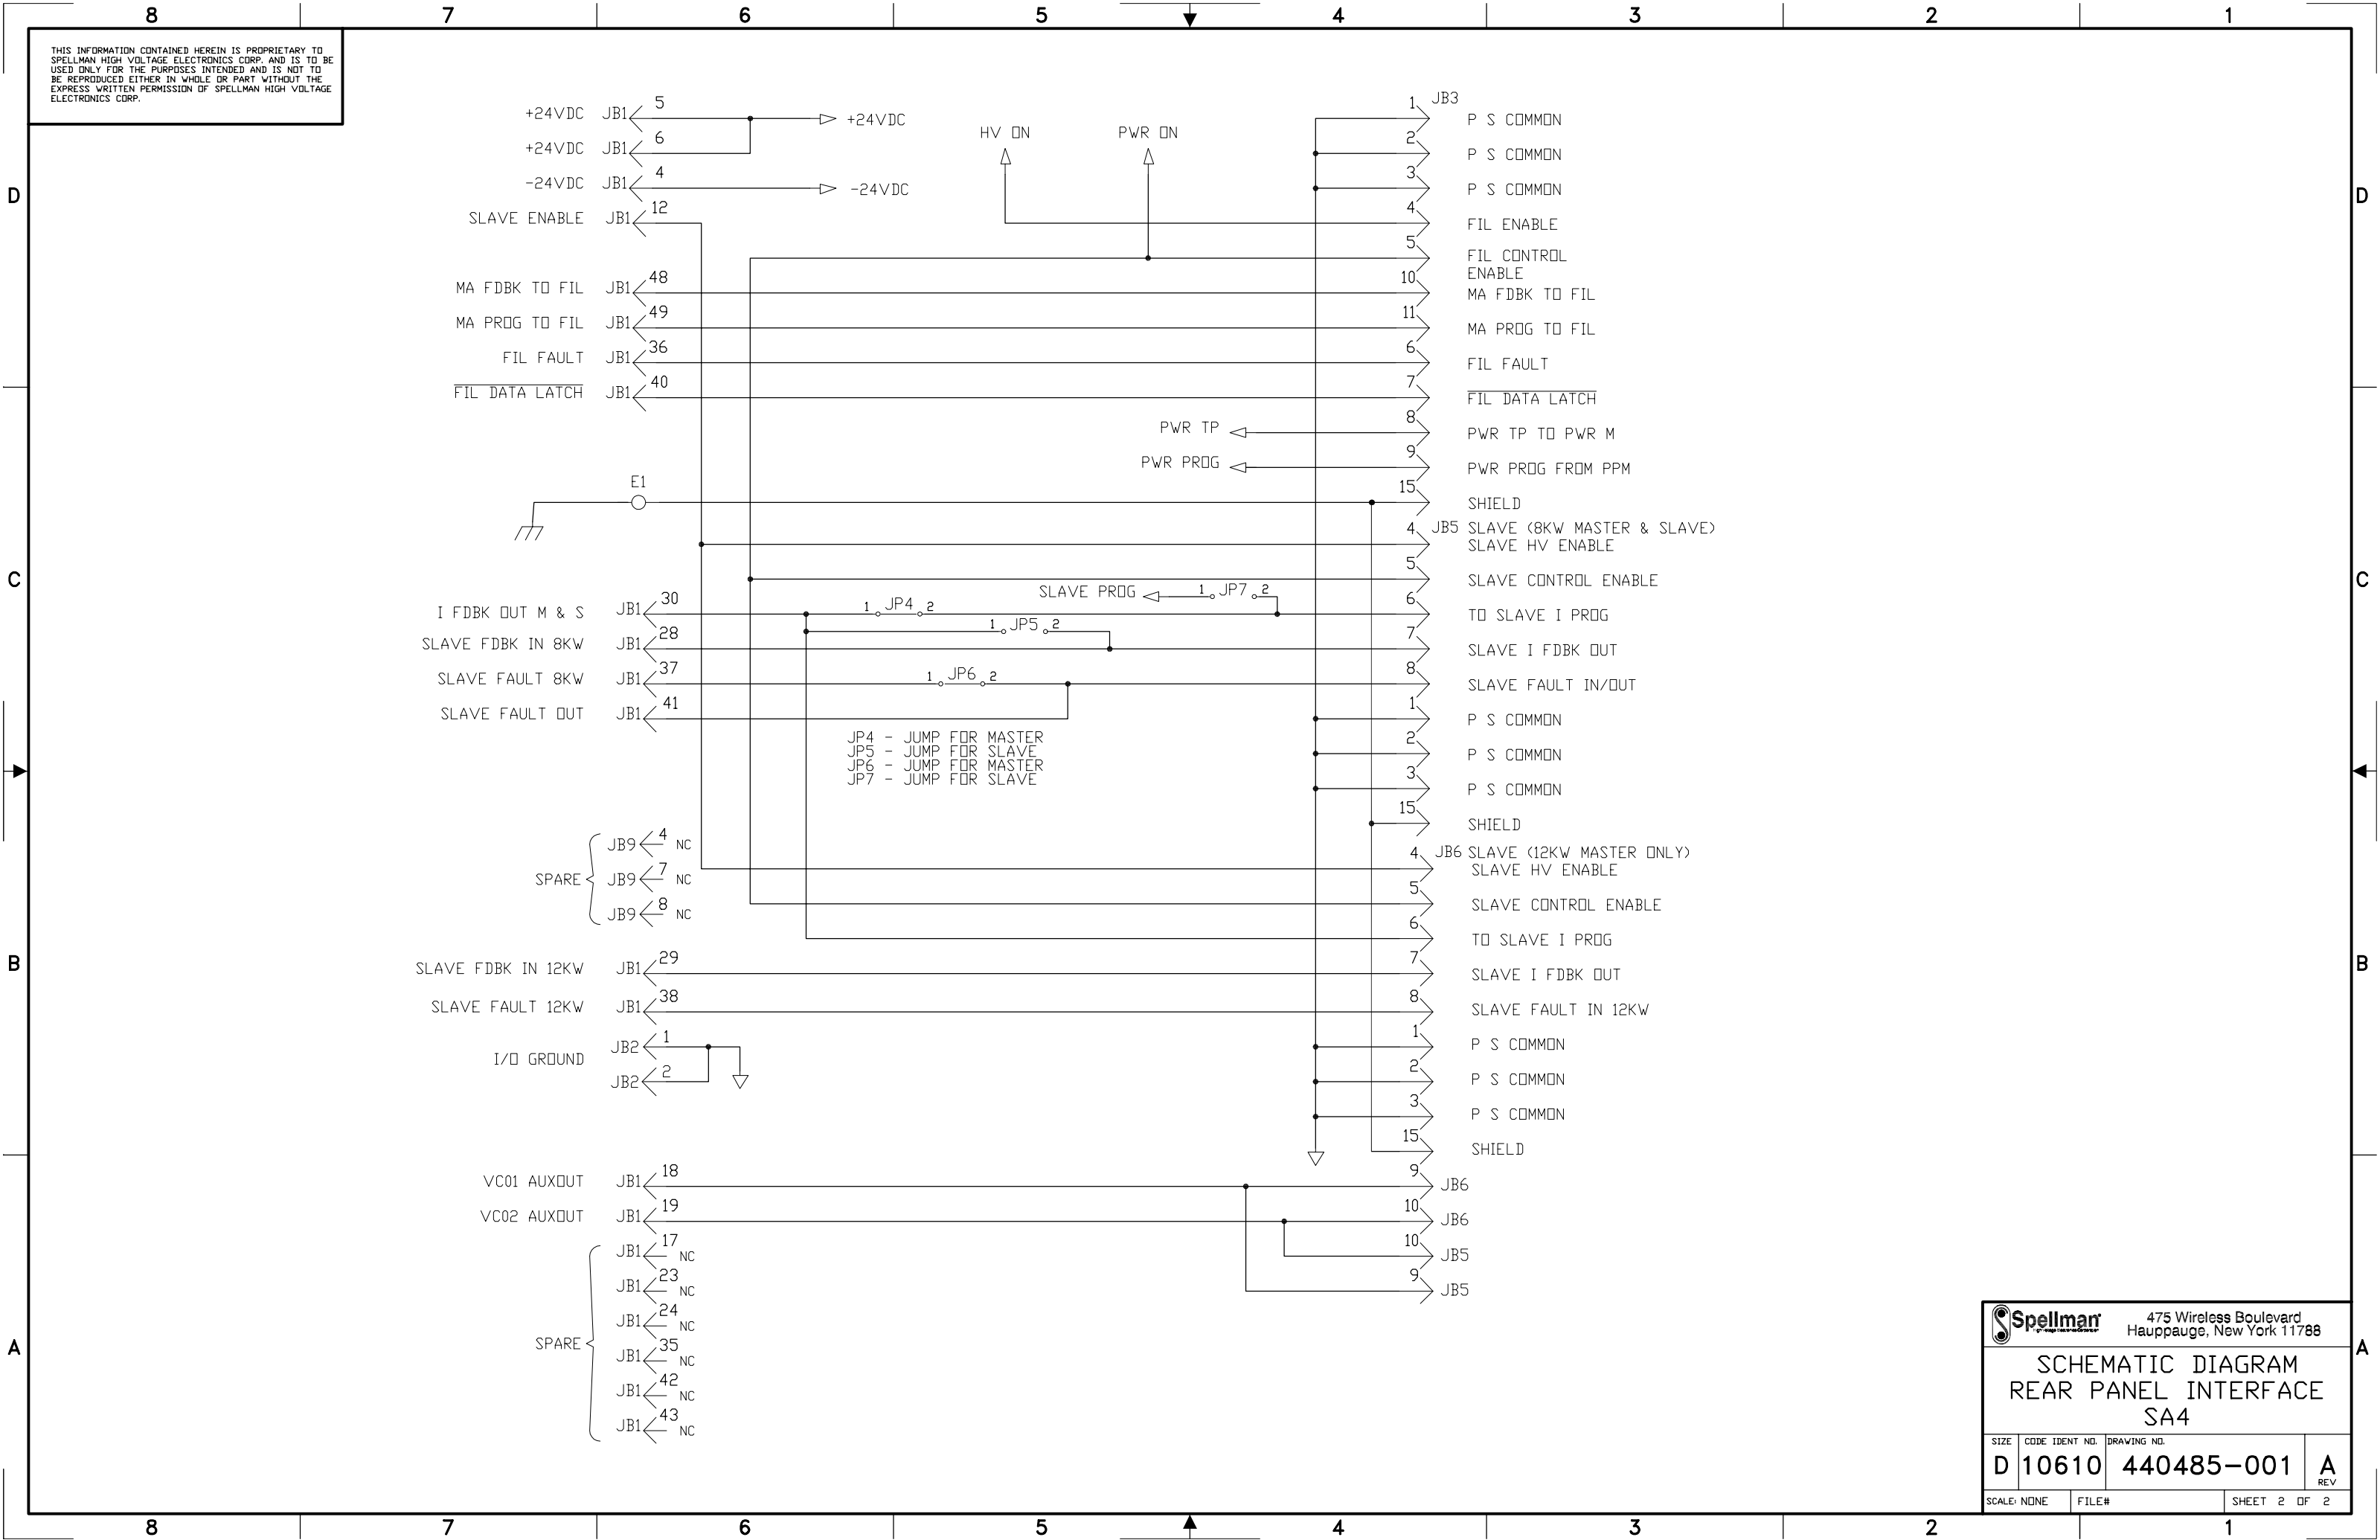 8 7 6 5 4 3 2 1
THIS INFORMATION CONTAINED HEREIN IS PROPRIETARY TO
SPELLMAN HIGH VOLTAGE ELECTRONICS CORP. AND IS TO BE
USED ONLY FOR THE PURPOSES INTENDED AND IS NOT TO
BE REPRODUCED EITHER IN WHOLE OR PART WITHOUT THE
EXPRESS WRITTEN PERMISSION OF SPELLMAN HIGH VOLTAGE
ELECTRONICS CORP.
D
C
B
A
+24VDC JB1 5
+24VDC
+24VDC JB1 6
-24VDC JB1 4
-24VDC
SLAVE ENABLE JB1 12
HV ON
PWR ON
MA FDBK TO FIL JB1 48
MA PROG TO FIL JB1 49
FIL FAULT JB1 36
FIL DATA LATCH JB1 40
PWR TP
PWR PROG
E1
I FDBK OUT M & S JB1 30
SLAVE FDBK IN 8KW JB1 28
SLAVE FAULT 8KW JB1 37
SLAVE FAULT OUT JB1 41
1 JP4 2
SLAVE PROG 1 JP7 2
1 JP5 2
1 JP6 2
JP4 - JUMP FOR MASTER
JP5 - JUMP FOR SLAVE
JP6 - JUMP FOR MASTER
JP7 - JUMP FOR SLAVE
SPARE
JB9 4 NC
JB9 7 NC
JB9 8 NC
SLAVE FDBK IN 12KW JB1 29
SLAVE FAULT 12KW JB1 38
I/O GROUND
JB2 1
JB2 2
VC01 AUXOUT JB1 18
VC02 AUXOUT JB1 19
SPARE
JB1 17 NC
JB1 23 NC
JB1 24 NC
JB1 35 NC
JB1 42 NC
JB1 43 NC
JB3
1 P S COMMON
2 P S COMMON
3 P S COMMON
4 FIL ENABLE
5 FIL CONTROL
ENABLE
10 MA FDBK TO FIL
11 MA PROG TO FIL
6 FIL FAULT
7 FIL DATA LATCH
8 PWR TP TO PWR M
9 PWR PROG FROM PPM
15 SHIELD
4 JB5 SLAVE (8KW MASTER & SLAVE)
SLAVE HV ENABLE
5 SLAVE CONTROL ENABLE
6 TO SLAVE I PROG
7 SLAVE I FDBK OUT
8 SLAVE FAULT IN/OUT
1 P S COMMON
2 P S COMMON
3 P S COMMON
15 SHIELD
4 JB6 SLAVE (12KW MASTER ONLY)
SLAVE HV ENABLE
5 SLAVE CONTROL ENABLE
6 TO SLAVE I PROG
7 SLAVE I FDBK OUT
8 SLAVE FAULT IN 12KW
1 P S COMMON
2 P S COMMON
3 P S COMMON
15 SHIELD
9 JB6
10 JB6
10 JB5
9 JB5
D
C
B
A
Spellman
475 Wireless Boulevard
Hauppauge, New York 11788
SCHEMATIC DIAGRAM
REAR PANEL INTERFACE
SA4
SIZE CODE IDENT NO. DRAWING NO.
D 10610 440485-001 A
REV
SCALE: NONE FILE# SHEET 2 OF 2
8 7 6 5 4 3 2 1